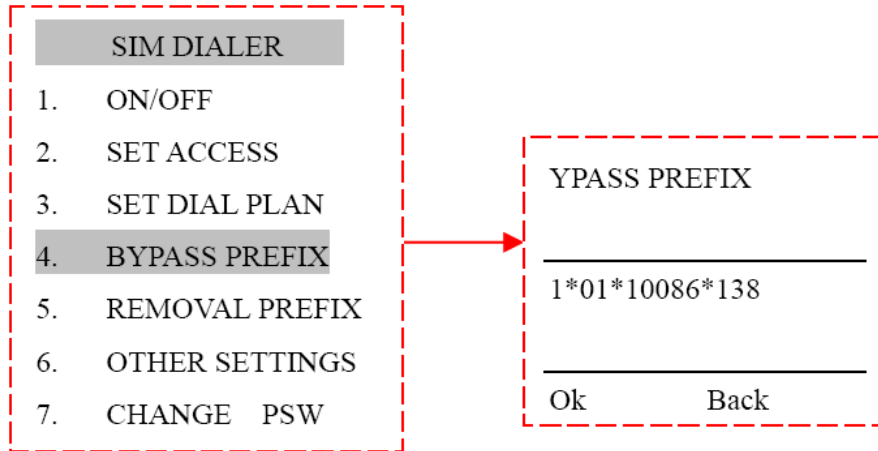 SIM DIALER
1. ON/OFF
2. SET ACCESS
3. SET DIAL PLAN
4. BYPASS PREFIX
5. REMOVAL PREFIX
6. OTHER SETTINGS
7. CHANGE PSW
YPASS PREFIX
1*01*10086*138
Ok Back